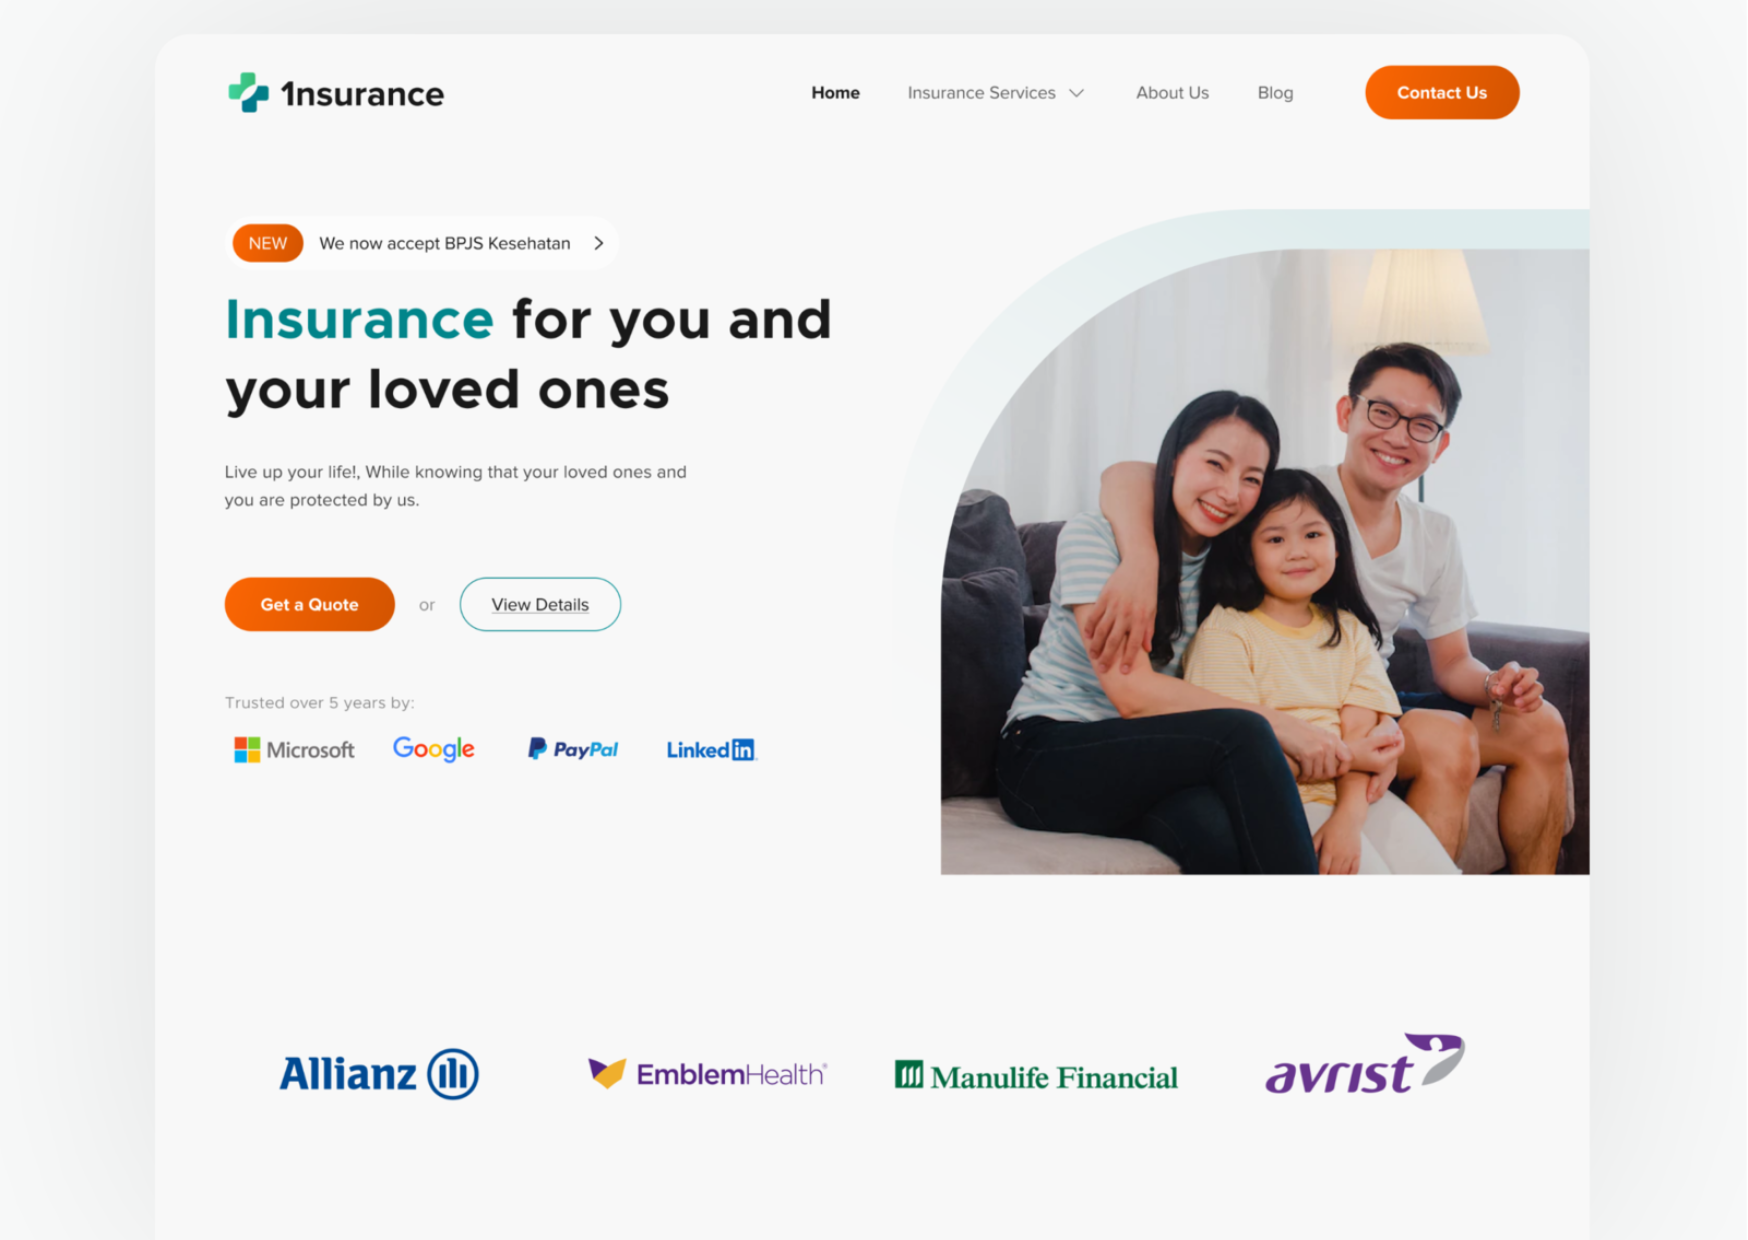 1nsurance
Home
Insurance Services
About Us
Blog
Contact Us
NEW We now accept BPJS Kesehatan
Insurance for you and
your loved ones
Live up your life!, While knowing that your loved ones and
you are protected by us.
Get a Quote
or
View Details
Trusted over 5 years by:
Microsoft
Google
PayPal
Linked in
Allianz
EmblemHealth®
Manulife Financial
avrist